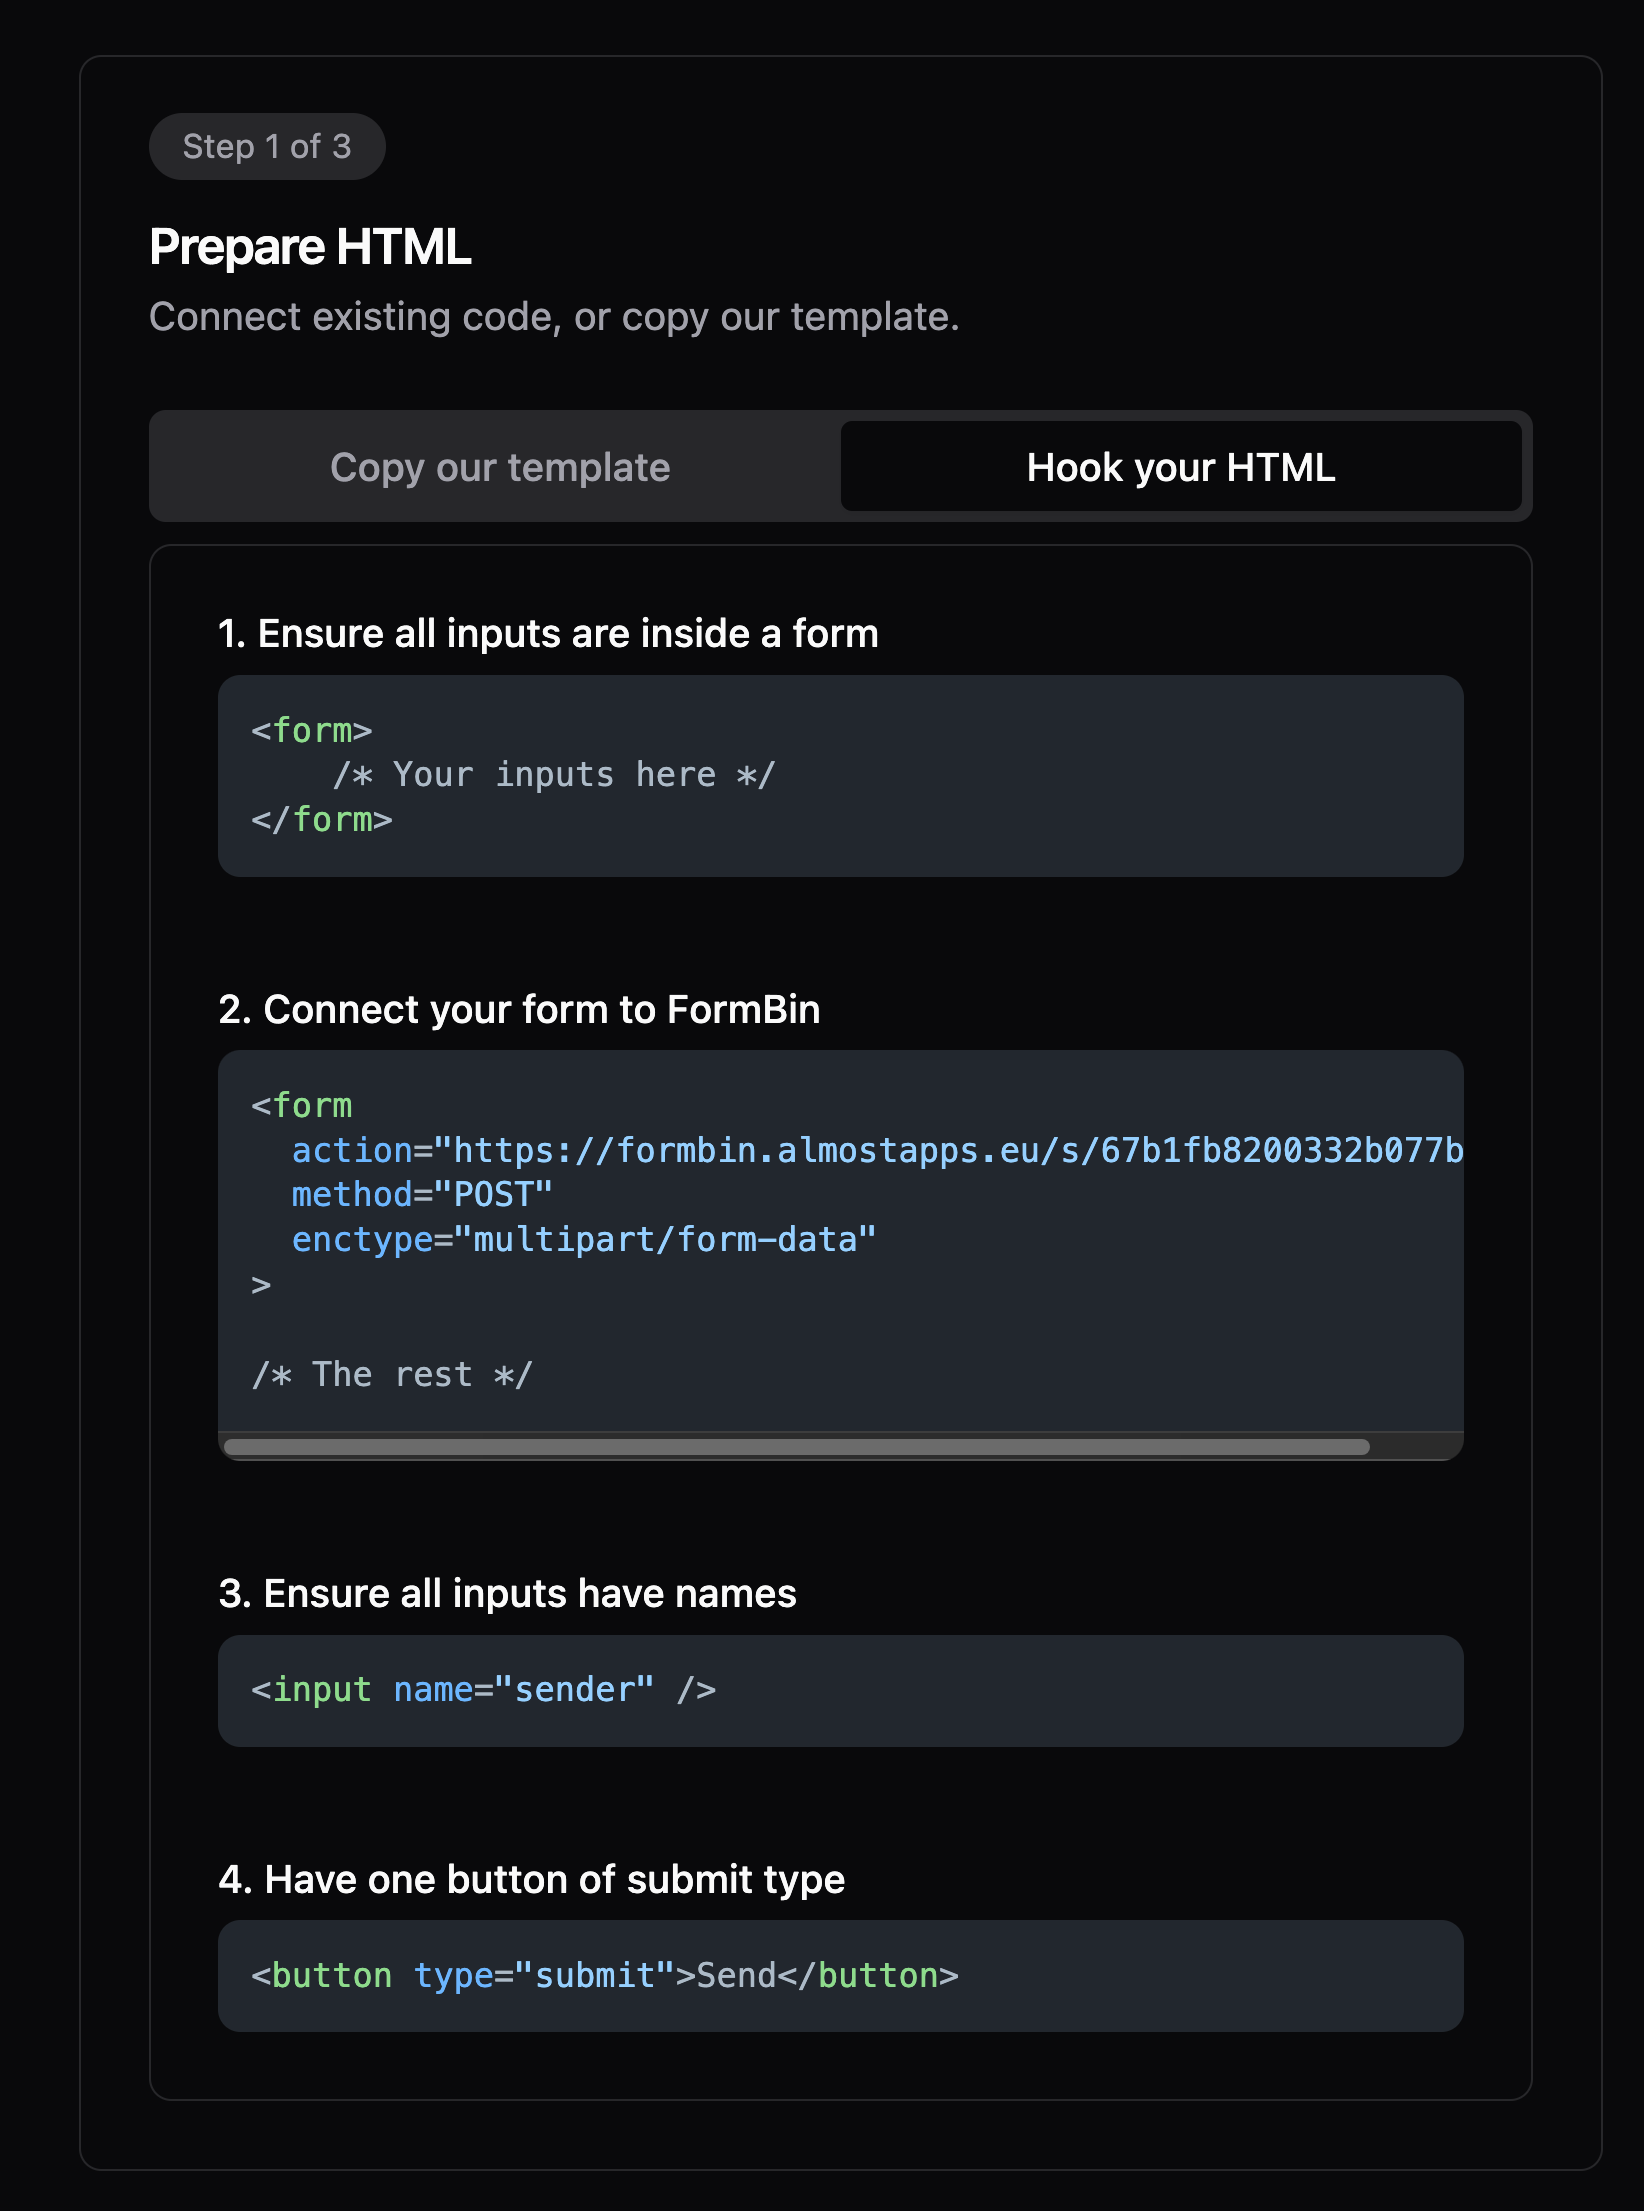 Step 1 of 3
Prepare HTML
Connect existing code, or copy our template.
Copy our template
Hook your HTML
1. Ensure all inputs are inside a form
<form>
    /* Your inputs here */
</form>
2. Connect your form to FormBin
<form
  action="https://formbin.almostapps.eu/s/67b1fb8200332b077b
  method="POST"
  enctype="multipart/form-data"
>
/* The rest */
3. Ensure all inputs have names
<input name="sender" />
4. Have one button of submit type
<button type="submit">Send</button>